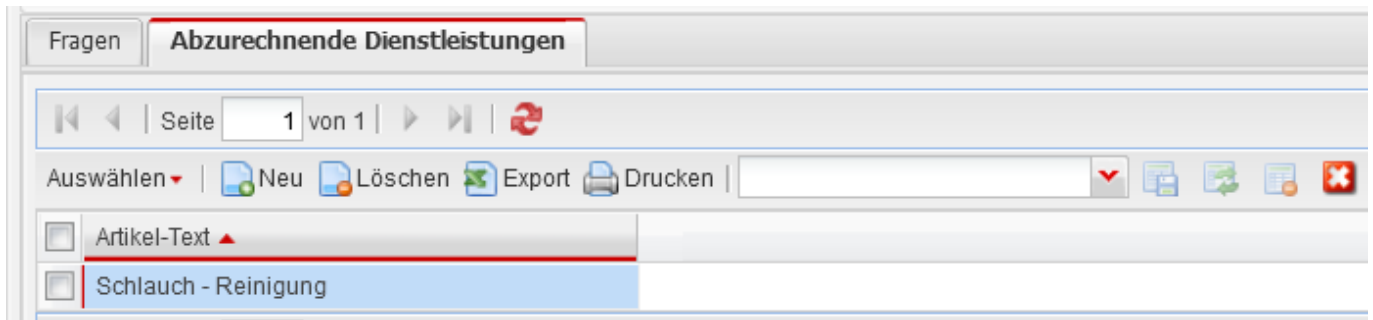 Fragen Abzurechnende Dienstleistungen
Seite 1 von 1
Auswählen Neu Löschen Export Drucken
Artikel-Text
Schlauch - Reinigung